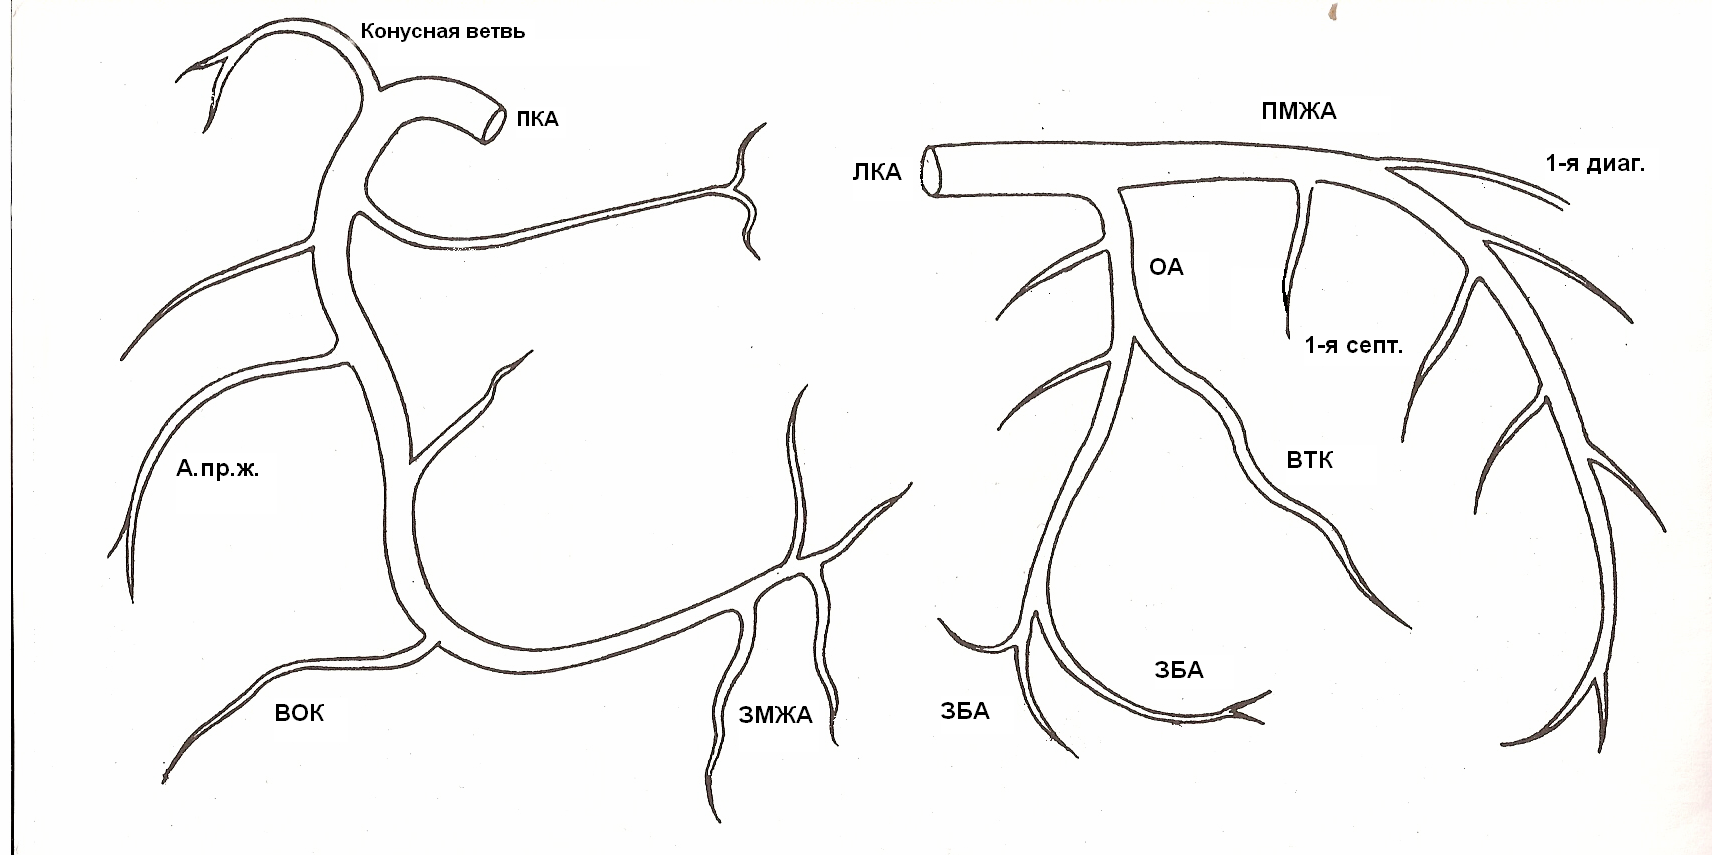 Конусная ветвь
ПКА
А.пр.ж.
ВОК
ЗМЖА
ЛКА
ПМЖА
1-я диаг.
ОА
1-я септ.
ВТК
ЗБА
ЗБА